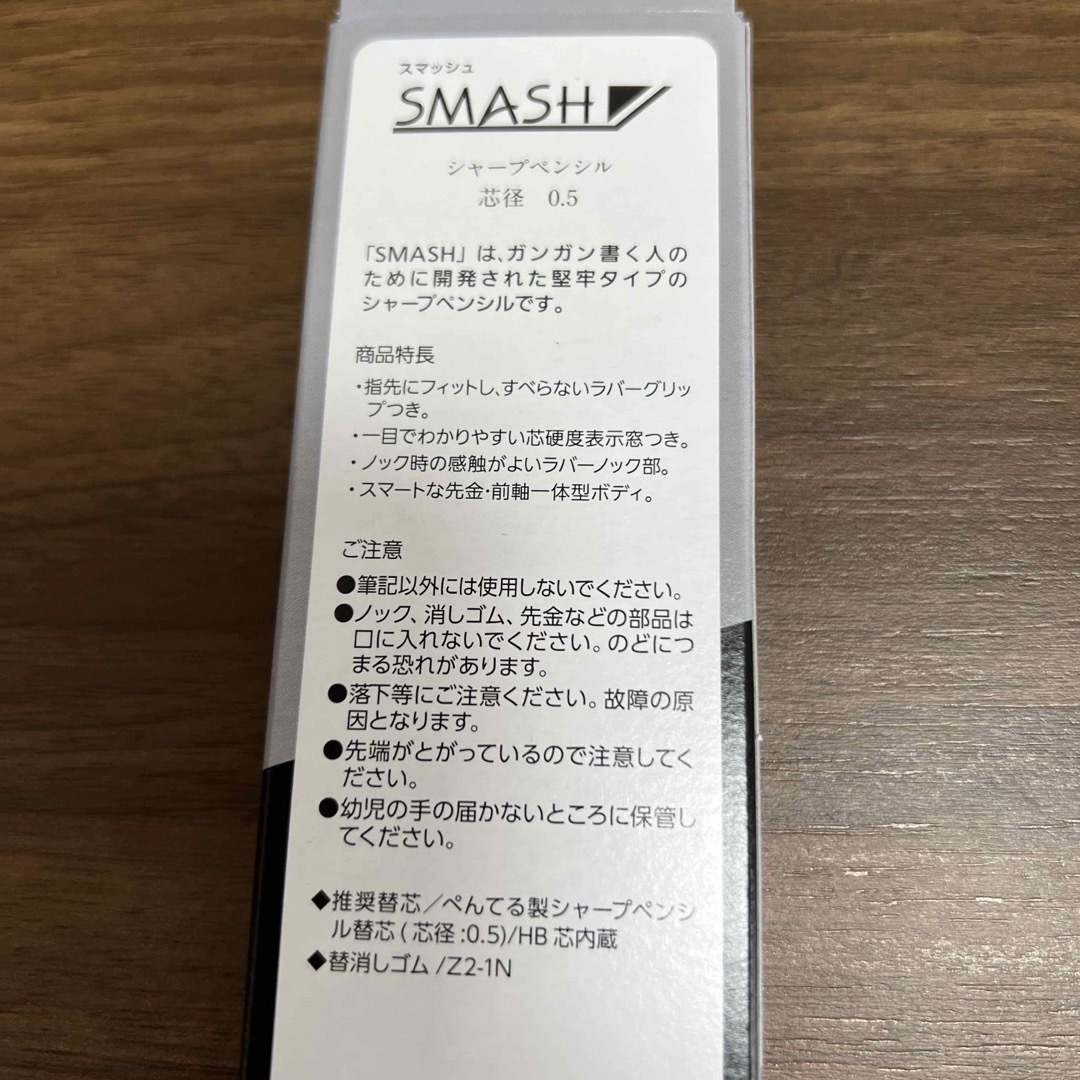 スマッシュ
SMASH
シャープペンシル
芯径 0.5
「SMASH」は、ガンガン書く人の
ために開発された堅牢タイプの
シャープペンシルです。
商品特長
・指先にフィットし、すべらないラバーグリッ
プつき。
・一目でわかりやすい芯硬度表示窓つき。
・ノック時の感触がよいラバーノック部。
・スマートな先金・前軸一体型ボディ。
ご注意
●筆記以外には使用しないでください。
●ノック、消しゴム、先金などの部品は
口に入れないでください。のどにつ
まる恐れがあります。
●落下等にご注意ください。故障の原
因となります。
●先端がとがっているので注意してく
ださい。
●幼児の手の届かないところに保管し
てください。
◆推奨替芯/ぺんてる製シャープペンシ
ル替芯(芯径:0.5)/HB芯内蔵
◆替消しゴム/Z2-1N